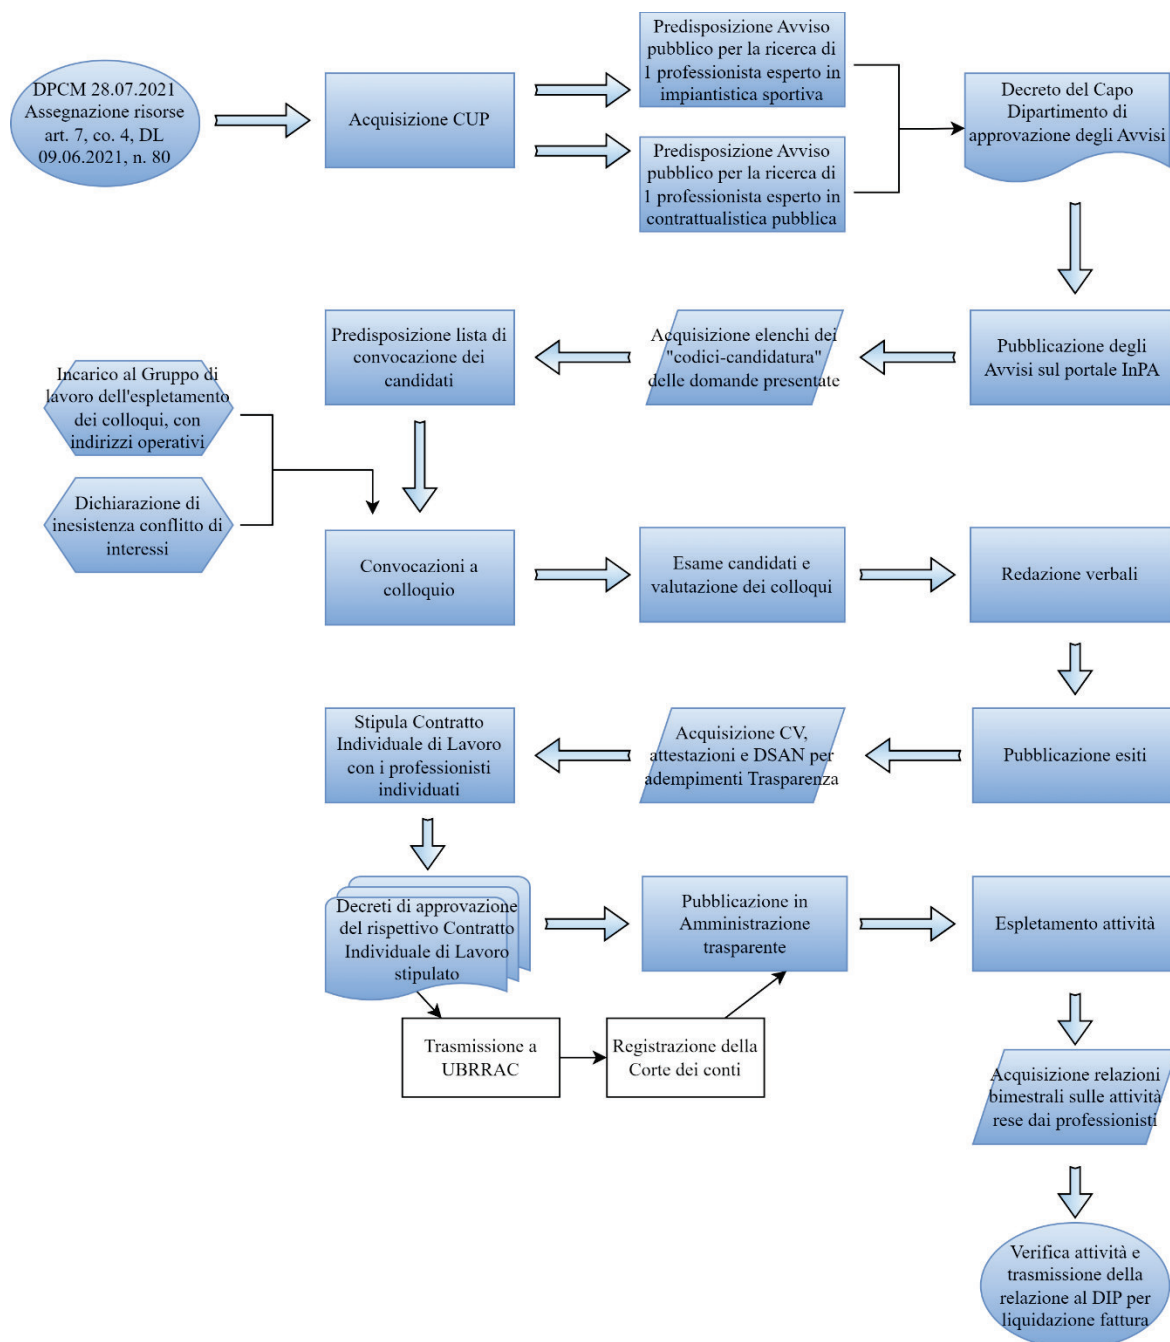 DPCM 28.07.2021
Assegnazione risorse
art. 7, co. 4, DL
09.06.2021, n. 80
Acquisizione CUP
Predisposizione Avviso
pubblico per la ricerca di
1 professionista esperto in
impiantistica sportiva
Predisposizione Avviso
pubblico per la ricerca di
1 professionista esperto in
contrattualistica pubblica
Decreto del Capo
Dipartimento di
approvazione degli Avvisi
Pubblicazione degli
Avvisi sul portale InPA
Acquisizione elenchi dei
"codici-candidatura"
delle domande presentate
Predisposizione lista di
convocazione dei
candidati
Incarico al Gruppo di
lavoro dell'espletamento
dei colloqui, con
indirizzi operativi
Dichiarazione di
inesistenza conflitto di
interessi
Convocazioni a
colloquio
Esame candidati e
valutazione dei colloqui
Redazione verbali
Pubblicazione esiti
Acquisizione CV,
attestazioni e DSAN per
adempimenti Trasparenza
Stipula Contratto
Individuale di Lavoro
con i professionisti
individuati
Decreti di approvazione
del rispettivo Contratto
Individuale di Lavoro
stipulato
Pubblicazione in
Amministrazione
trasparente
Espletamento attività
Trasmissione a
UBRRAC
Registrazione della
Corte dei conti
Acquisizione relazioni
bimestrali sulle attività
rese dai professionisti
Verifica attività e
trasmissione della
relazione al DIP per
liquidazione fattura